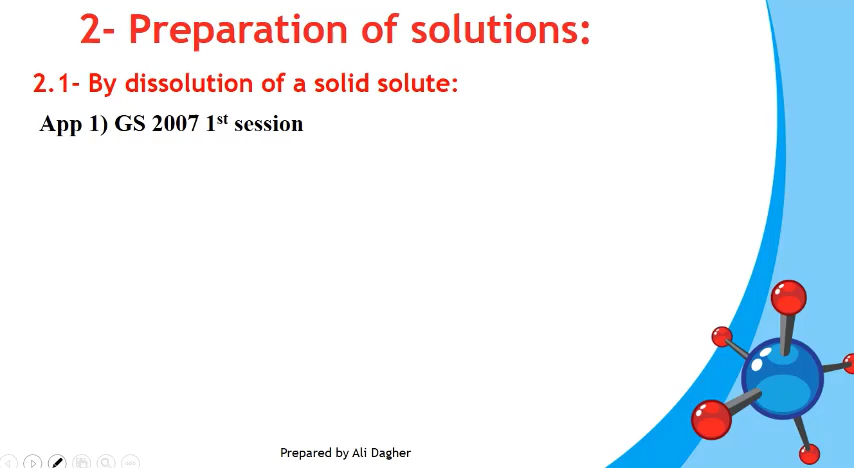 2- Preparation of solutions:
2.1- By dissolution of a solid solute:
App 1) GS 2007 1st session
Prepared by Ali Dagher